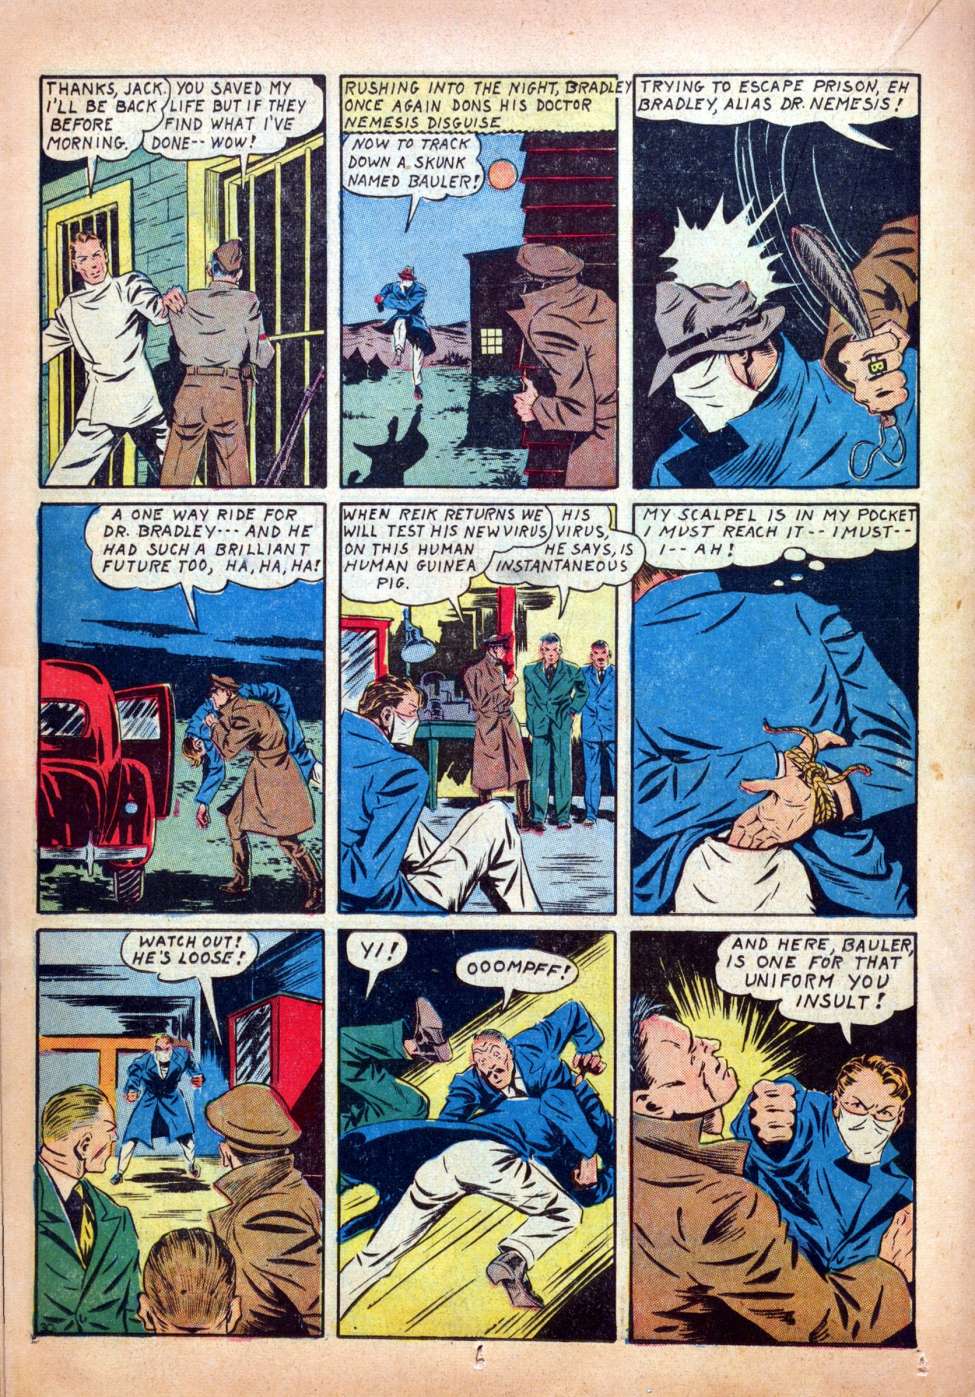 THANKS, JACK.
I'LL BE BACK
BEFORE
MORNING.
YOU SAVED MY
LIFE BUT IF THEY
FIND WHAT I'VE
DONE-- WOW!
RUSHING INTO THE NIGHT, BRADLEY
ONCE AGAIN DONS HIS DOCTOR
NEMESIS DISGUISE
NOW TO TRACK
DOWN A SKUNK
NAMED BAULER!
TRYING TO ESCAPE PRISON, EH
BRADLEY, ALIAS DR. NEMESIS!
B
A ONE WAY RIDE FOR
DR. BRADLEY--- AND HE
HAD SUCH A BRILLIANT
FUTURE TOO, HA, HA, HA!
WHEN REIK RETURNS WE
WILL TEST HIS NEW VIRUS
ON THIS HUMAN
HUMAN GUINEA
PIG.
HIS
VIRUS,
HE SAYS, IS
INSTANTANEOUS
MY SCALPEL IS IN MY POCKET
I MUST REACH IT-- I MUST--
I-- AH!
WATCH OUT!
HE'S LOOSE!
YI!
OOOMPFF!
AND HERE, BAULER,
IS ONE FOR THAT
UNIFORM YOU
INSULT!
6